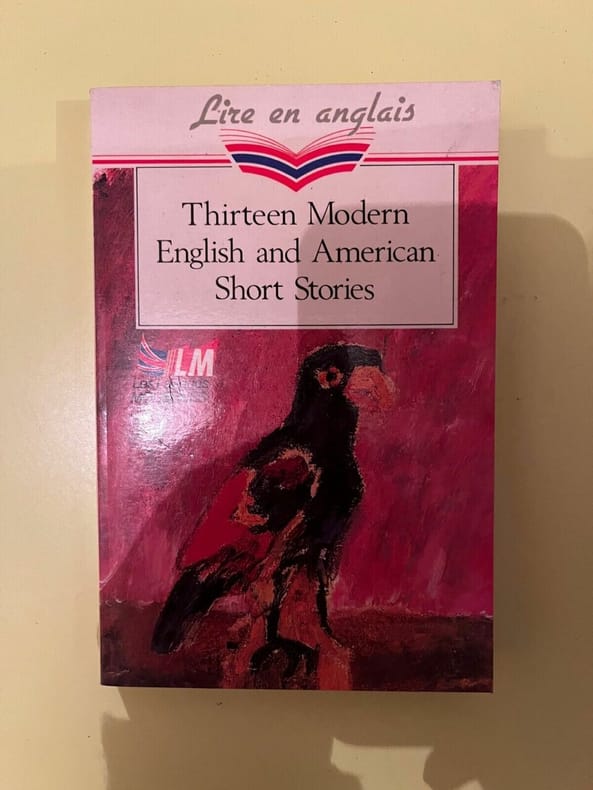 Lire en anglais
Thirteen Modern
English and American
Short Stories
LM